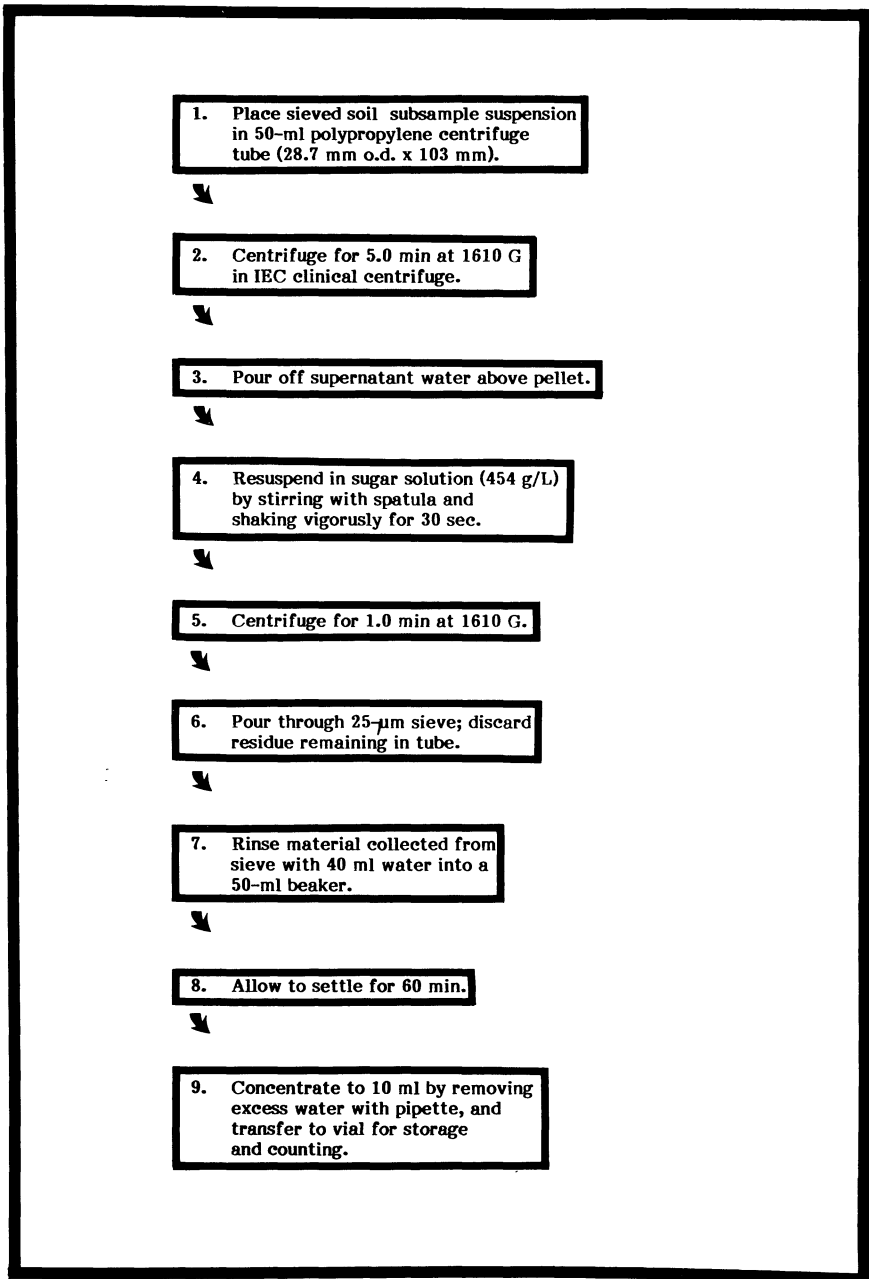 1. Place sieved soil subsample suspension
in 50-ml polypropylene centrifuge
tube (28.7 mm o.d. x 103 mm).
2. Centrifuge for 5.0 min at 1610 G
in IEC clinical centrifuge.
3. Pour off supernatant water above pellet.
4. Resuspend in sugar solution (454 g/L)
by stirring with spatula and
shaking vigorusly for 30 sec.
5. Centrifuge for 1.0 min at 1610 G.
6. Pour through 25-µm sieve; discard
residue remaining in tube.
7. Rinse material collected from
sieve with 40 ml water into a
50-ml beaker.
8. Allow to settle for 60 min.
9. Concentrate to 10 ml by removing
excess water with pipette, and
transfer to vial for storage
and counting.